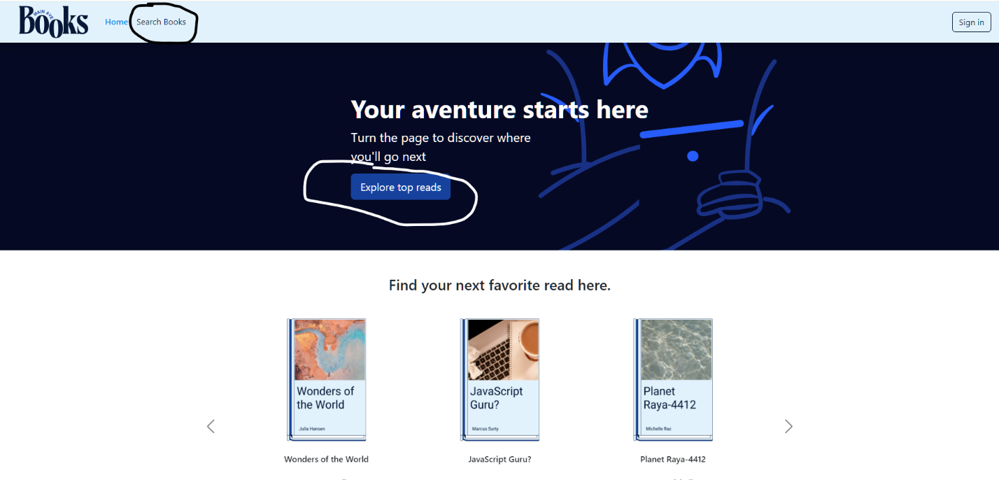 MAIN AVE
Books
Home
Search Books
Sign in
Your aventure starts here
Turn the page to discover where
you'll go next
Explore top reads
Find your next favorite read here.
Wonders of
the World
Julia Hansen
JavaScript
Guru?
Marcus Surty
Planet
Raya-4412
Michelle Raz
Wonders of the World
JavaScript Guru?
Planet Raya-4412